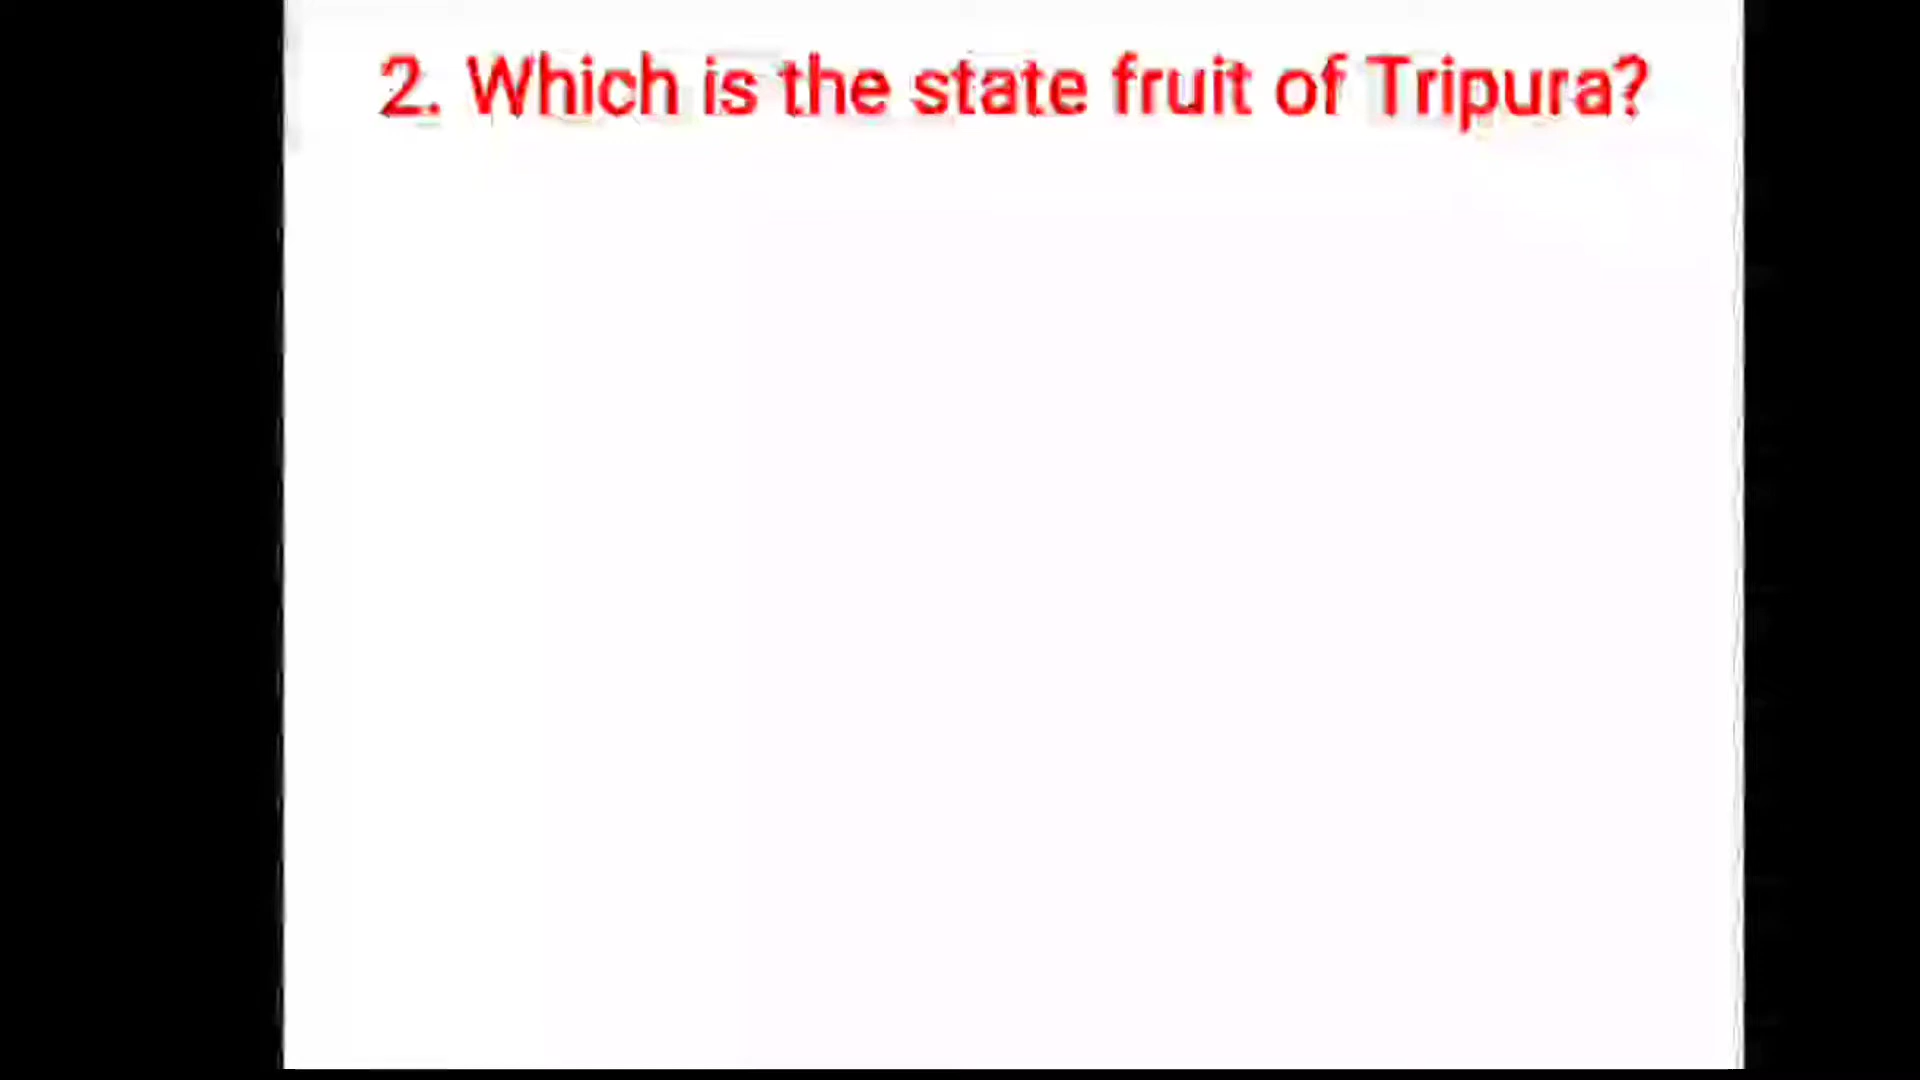 2. Which is the state fruit of Tripura?